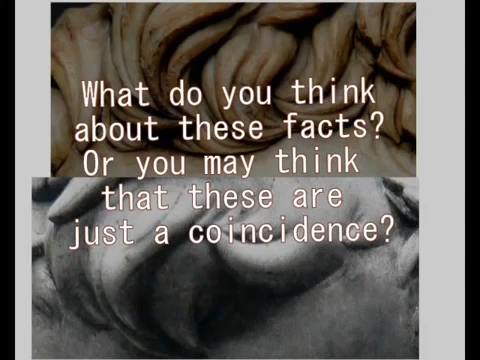 What do you think
about these facts?
Or you may think
that these are
just a coincidence?